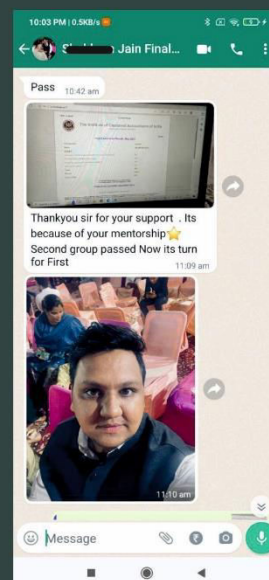 10:03 PM | 0.5KB/s
Jain Final...
Pass
10:42 am
Thankyou sir for your support . Its
because of your mentorship⭐
Second group passed Now its turn
for First
11:09 am
11:10 am
Message